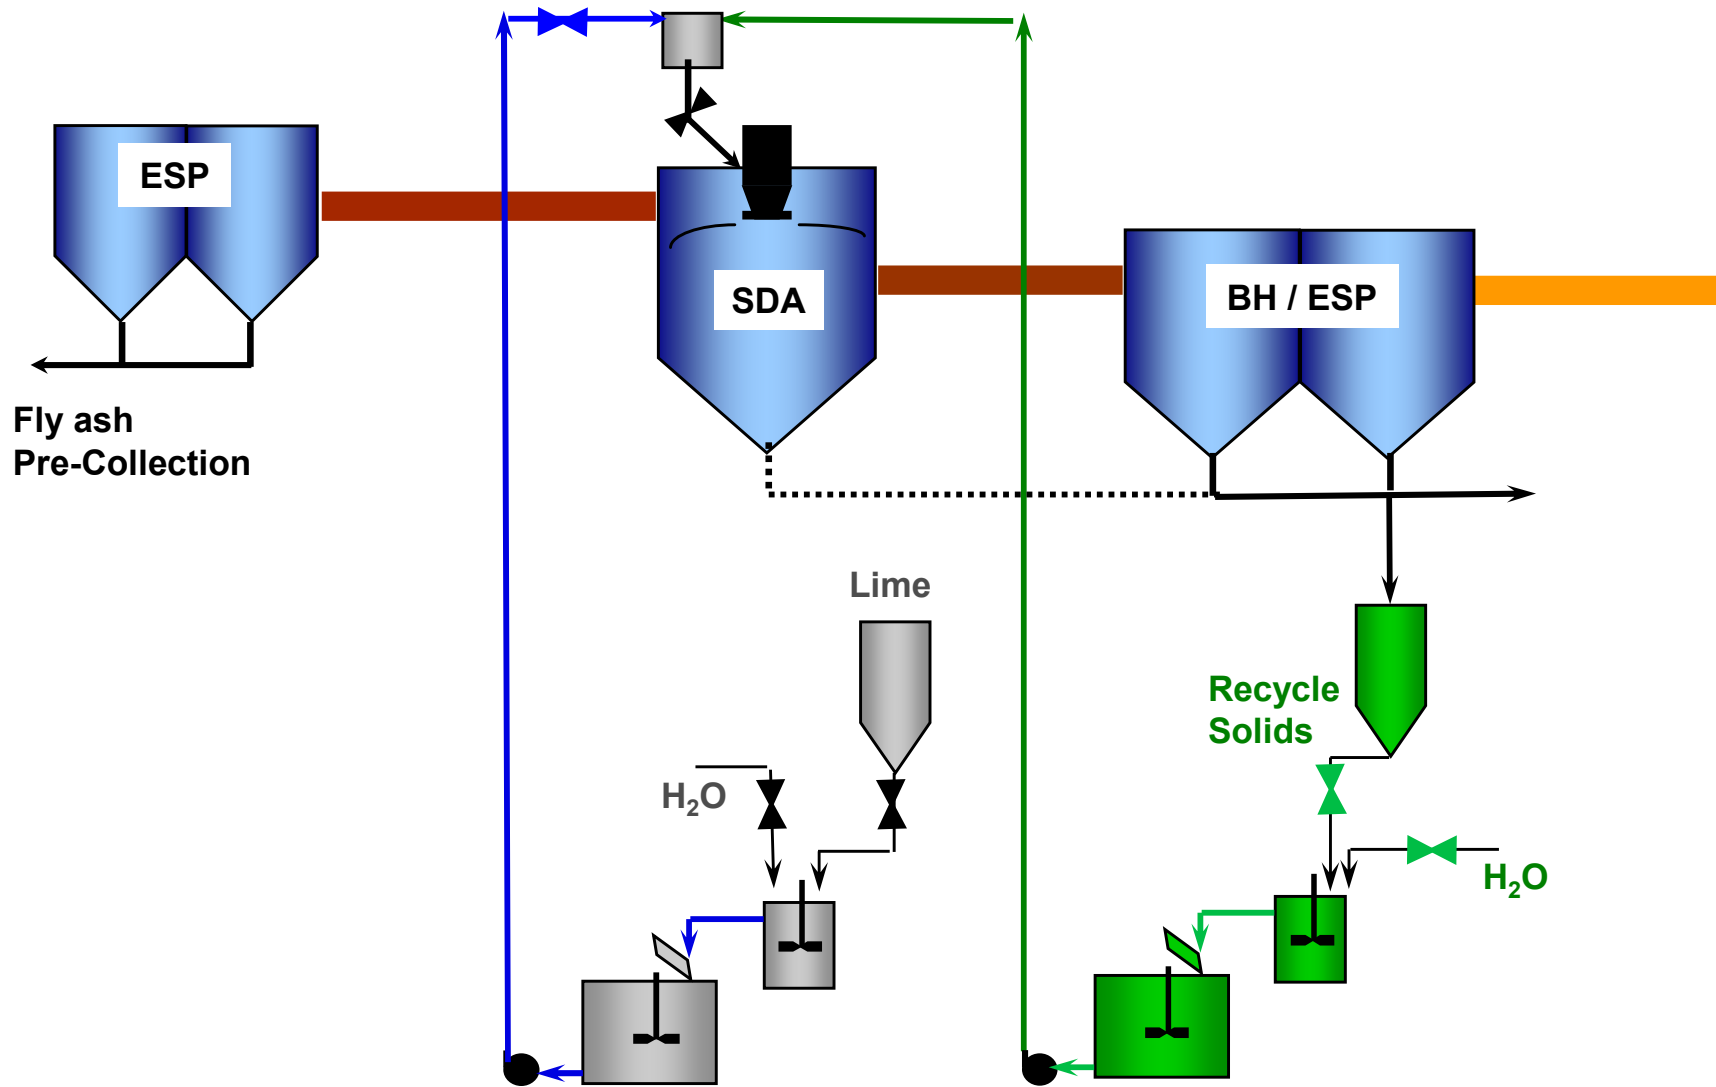 ESP
SDA
BH / ESP
Fly ash
Pre-Collection
Lime
Recycle
Solids
H₂O
H₂O